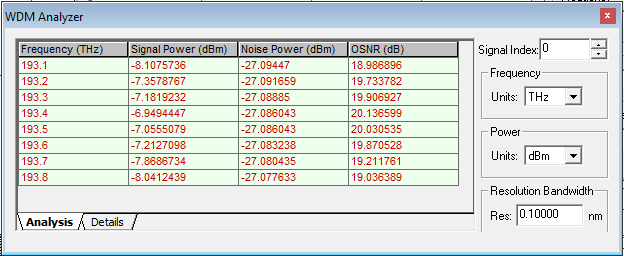 WDM Analyzer
Frequency (THz) Signal Power (dBm) Noise Power (dBm) OSNR (dB)
193.1 -8.1075736 -27.09447 18.986896
193.2 -7.3578767 -27.091659 19.733782
193.3 -7.1819232 -27.08885 19.906927
193.4 -6.9494447 -27.086043 20.136599
193.5 -7.0555079 -27.086043 20.030535
193.6 -7.2127098 -27.083238 19.870528
193.7 -7.8686734 -27.080435 19.211761
193.8 -8.0412439 -27.077633 19.036389
Analysis Details
Signal Index: 0
Frequency
Units: THz
Power
Units: dBm
Resolution Bandwidth
Res: 0.10000 nm